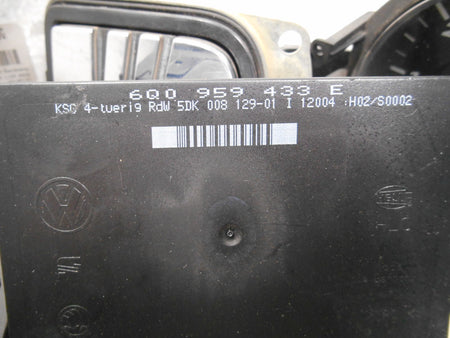 6Q0 959 433 E
KSG 4-tuerig RdW 5DK 008 129-01 I 12004 :H02/S0002